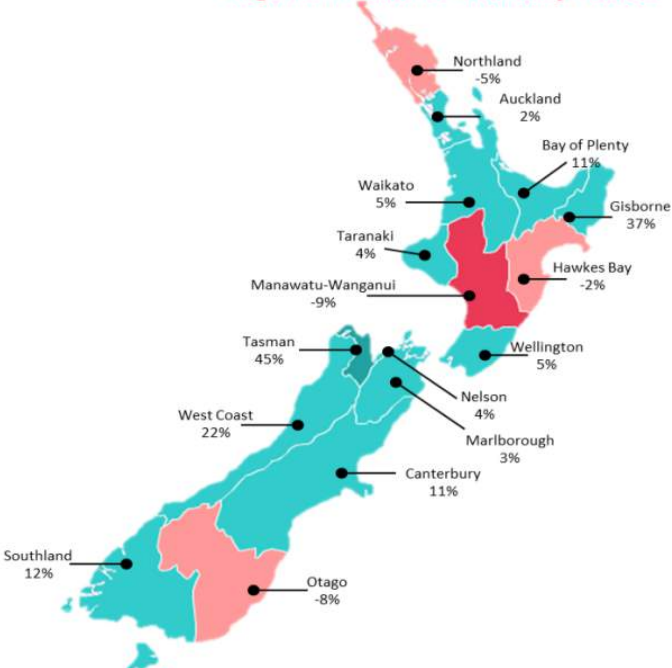 Northland
-5%
Auckland
2%
Bay of Plenty
11%
Waikato
5%
Gisborne
37%
Taranaki
4%
Hawkes Bay
-2%
Manawatu-Wanganui
-9%
Tasman
45%
Wellington
5%
Nelson
4%
West Coast
22%
Marlborough
3%
Canterbury
11%
Southland
12%
Otago
-8%